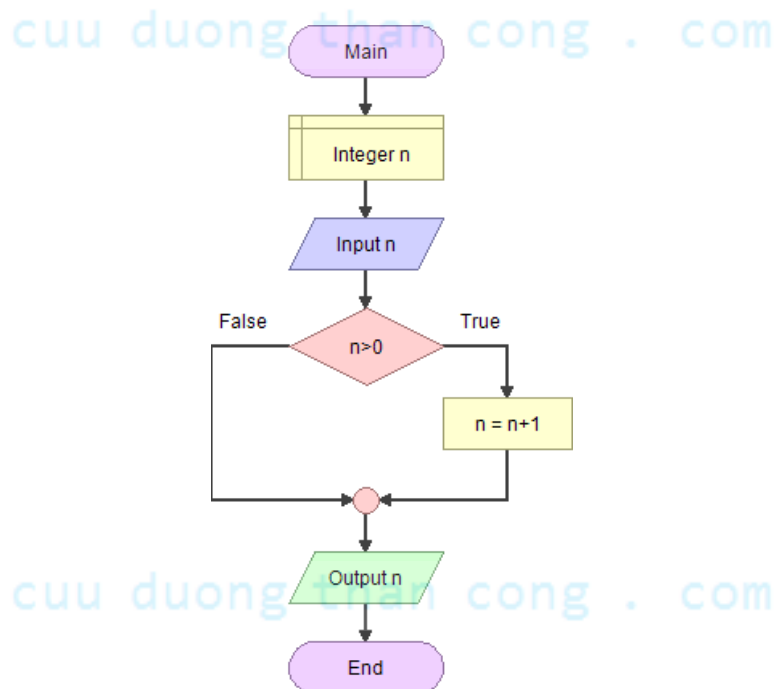 cuu duong than cong . com
Main
Integer n
Input n
False
True
n>0
n = n+1
Output n
cuu duong than cong . com
End